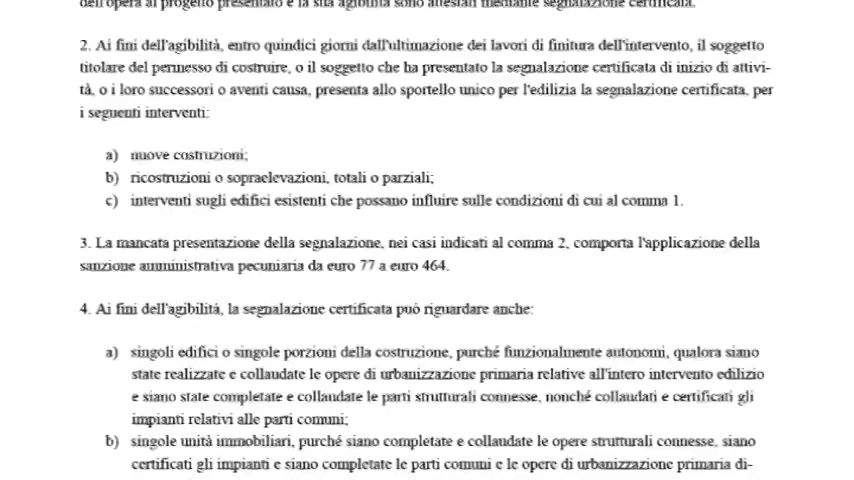 dell'opera al progetto presentato e la sua agibilità sono attestati mediante segnalazione certificata.
2. Ai fini dell'agibilità, entro quindici giorni dall'ultimazione dei lavori di finitura dell'intervento, il soggetto
titolare del permesso di costruire, o il soggetto che ha presentato la segnalazione certificata di inizio di attivi-
tà, o i loro successori o aventi causa, presenta allo sportello unico per l'edilizia la segnalazione certificata, per
i seguenti interventi:
a) nuove costruzioni;
b) ricostruzioni o sopraelevazioni, totali o parziali;
c) interventi sugli edifici esistenti che possano influire sulle condizioni di cui al comma 1.
3. La mancata presentazione della segnalazione, nei casi indicati al comma 2, comporta l'applicazione della
sanzione amministrativa pecuniaria da euro 77 a euro 464.
4. Ai fini dell'agibilità, la segnalazione certificata può riguardare anche:
a) singoli edifici o singole porzioni della costruzione, purché funzionalmente autonomi, qualora siano
state realizzate e collaudate le opere di urbanizzazione primaria relative all'intero intervento edilizio
e siano state completate e collaudate le parti strutturali connesse, nonché collaudati e certificati gli
impianti relativi alle parti comuni;
b) singole unità immobiliari, purché siano completate e collaudate le opere strutturali connesse, siano
certificati gli impianti e siano completate le parti comuni e le opere di urbanizzazione primaria di-